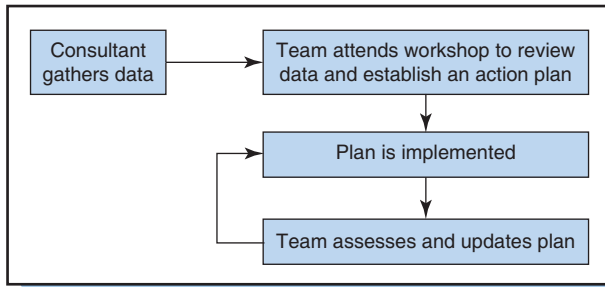 Consultant
gathers data
Team attends workshop to review
data and establish an action plan
Plan is implemented
Team assesses and updates plan